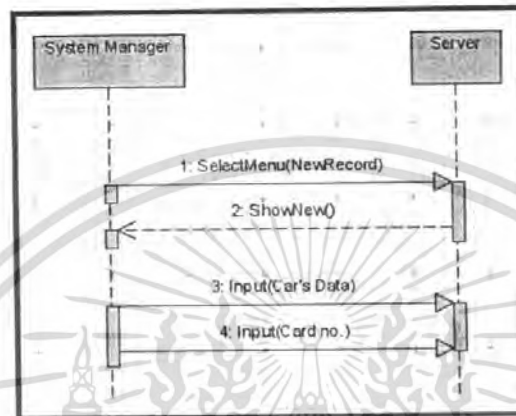 System Manager
Server
1: SelectMenu(NewRecord)
2: ShowNew()
3: Input(Car's Data)
4: Input(Card no.)